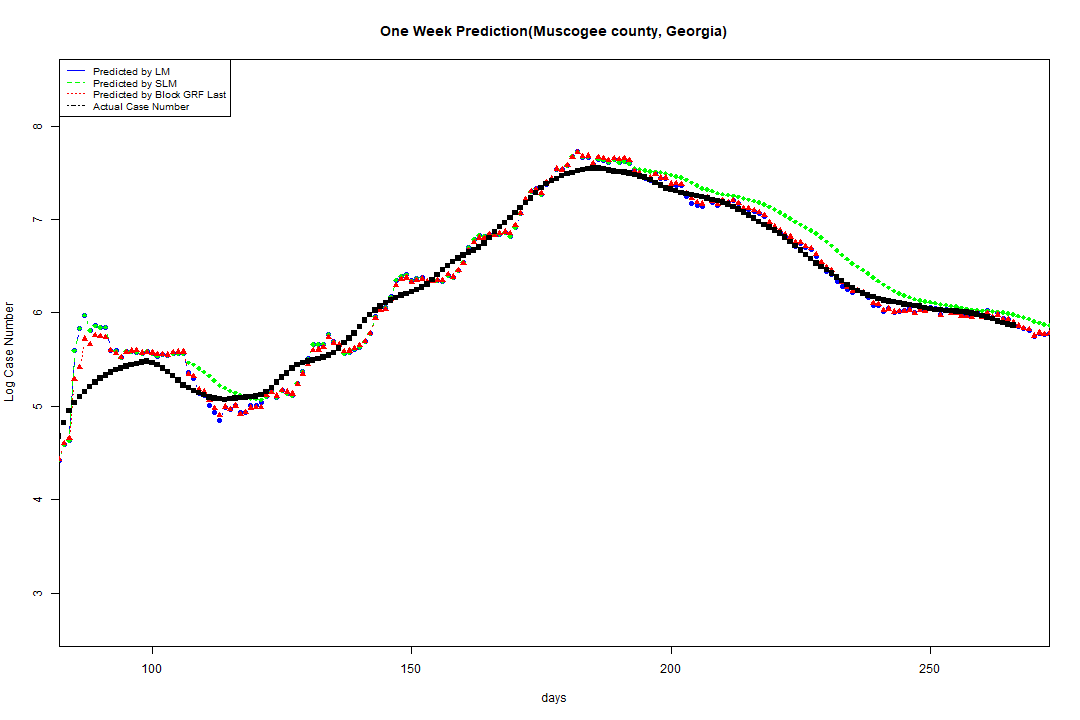 One Week Prediction(Muscogee county, Georgia)
Predicted by LM
Predicted by SLM
Predicted by Block GRF Last
Actual Case Number
8
7
6
5
4
3
Log Case Number
100 150 200 250
days